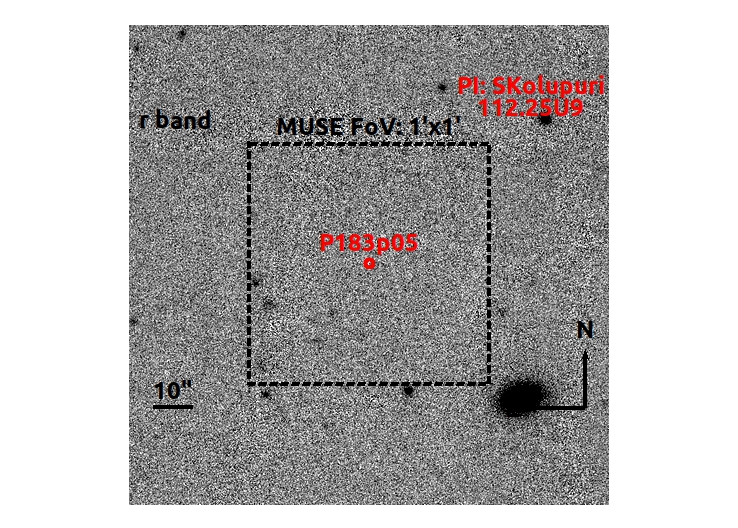 PI: SKolupuri
112.25U9
r band
MUSE FoV: 1'x1'
P183p05
N
10"